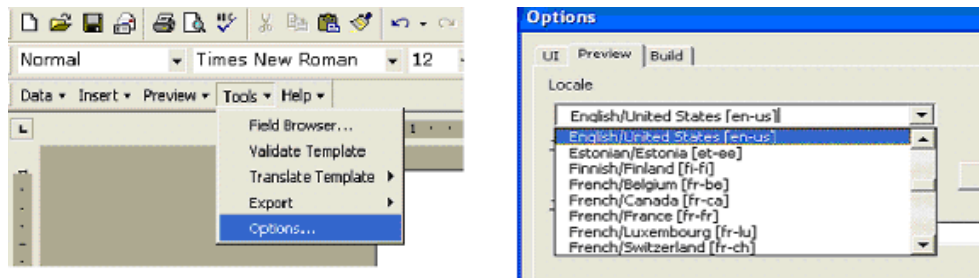 Normal
Times New Roman
12
Data
Insert
Preview
Tools
Help
Field Browser...
Validate Template
Translate Template
Export
Options...
1
Options
UI
Preview
Build
Locale
English/United States [en-us]
English/United States [en-us]
Estonian/Estonia [et-ee]
Finnish/Finland [fi-fi]
French/Belgium [fr-be]
French/Canada [fr-ca]
French/France [fr-fr]
French/Luxembourg [fr-lu]
French/Switzerland [fr-ch]